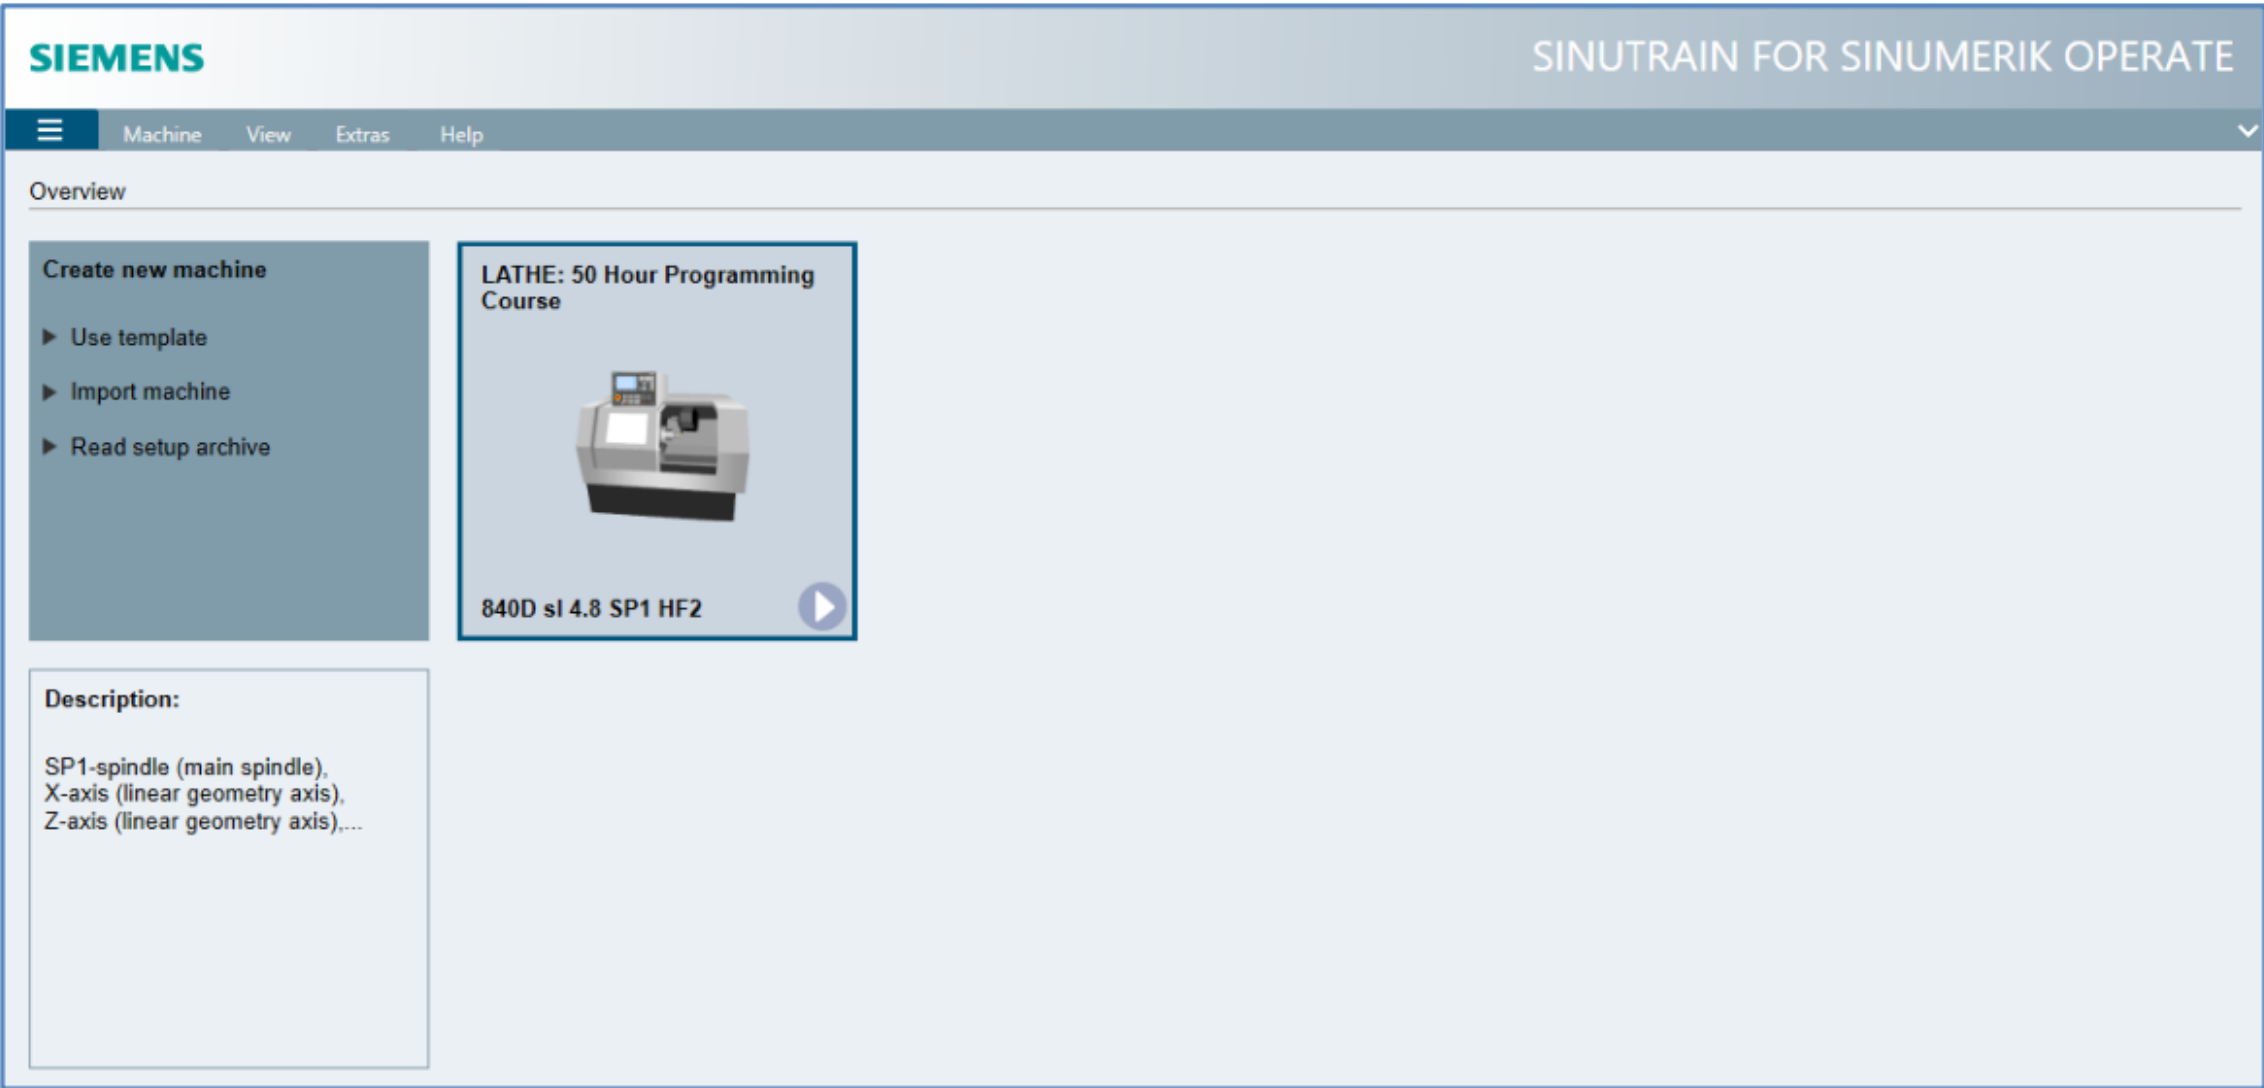 SIEMENS
SINUTRAIN FOR SINUMERIK OPERATE
Machine View Extras Help
Overview
Create new machine
Use template
Import machine
Read setup archive
LATHE: 50 Hour Programming
Course
840D sl 4.8 SP1 HF2
Description:
SP1-spindle (main spindle),
X-axis (linear geometry axis),
Z-axis (linear geometry axis),...